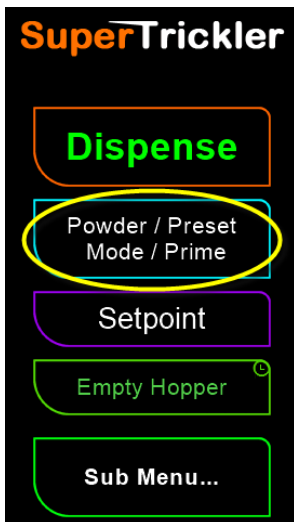 SuperTrickler
Dispense
Powder / Preset
Mode / Prime
Setpoint
Empty Hopper
Sub Menu...